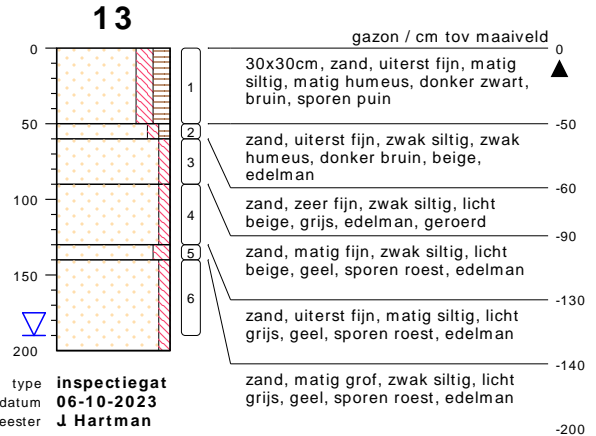 13
gazon / cm tov maaiveld
0
50
100
150
200
1
2
3
4
5
6
0
30x30cm, zand, uiterst fijn, matig
siltig, matig humeus, donker zwart,
bruin, sporen puin
-50
zand, uiterst fijn, zwak siltig, zwak
humeus, donker bruin, beige,
edelman
-60
zand, zeer fijn, zwak siltig, licht
beige, grijs, edelman, geroerd
-90
zand, matig fijn, zwak siltig, licht
beige, geel, sporen roest, edelman
-130
zand, uiterst fijn, matig siltig, licht
grijs, geel, sporen roest, edelman
-140
zand, matig grof, zwak siltig, licht
grijs, geel, sporen roest, edelman
-200
type inspectiegat
datum 06-10-2023
eester J. Hartman